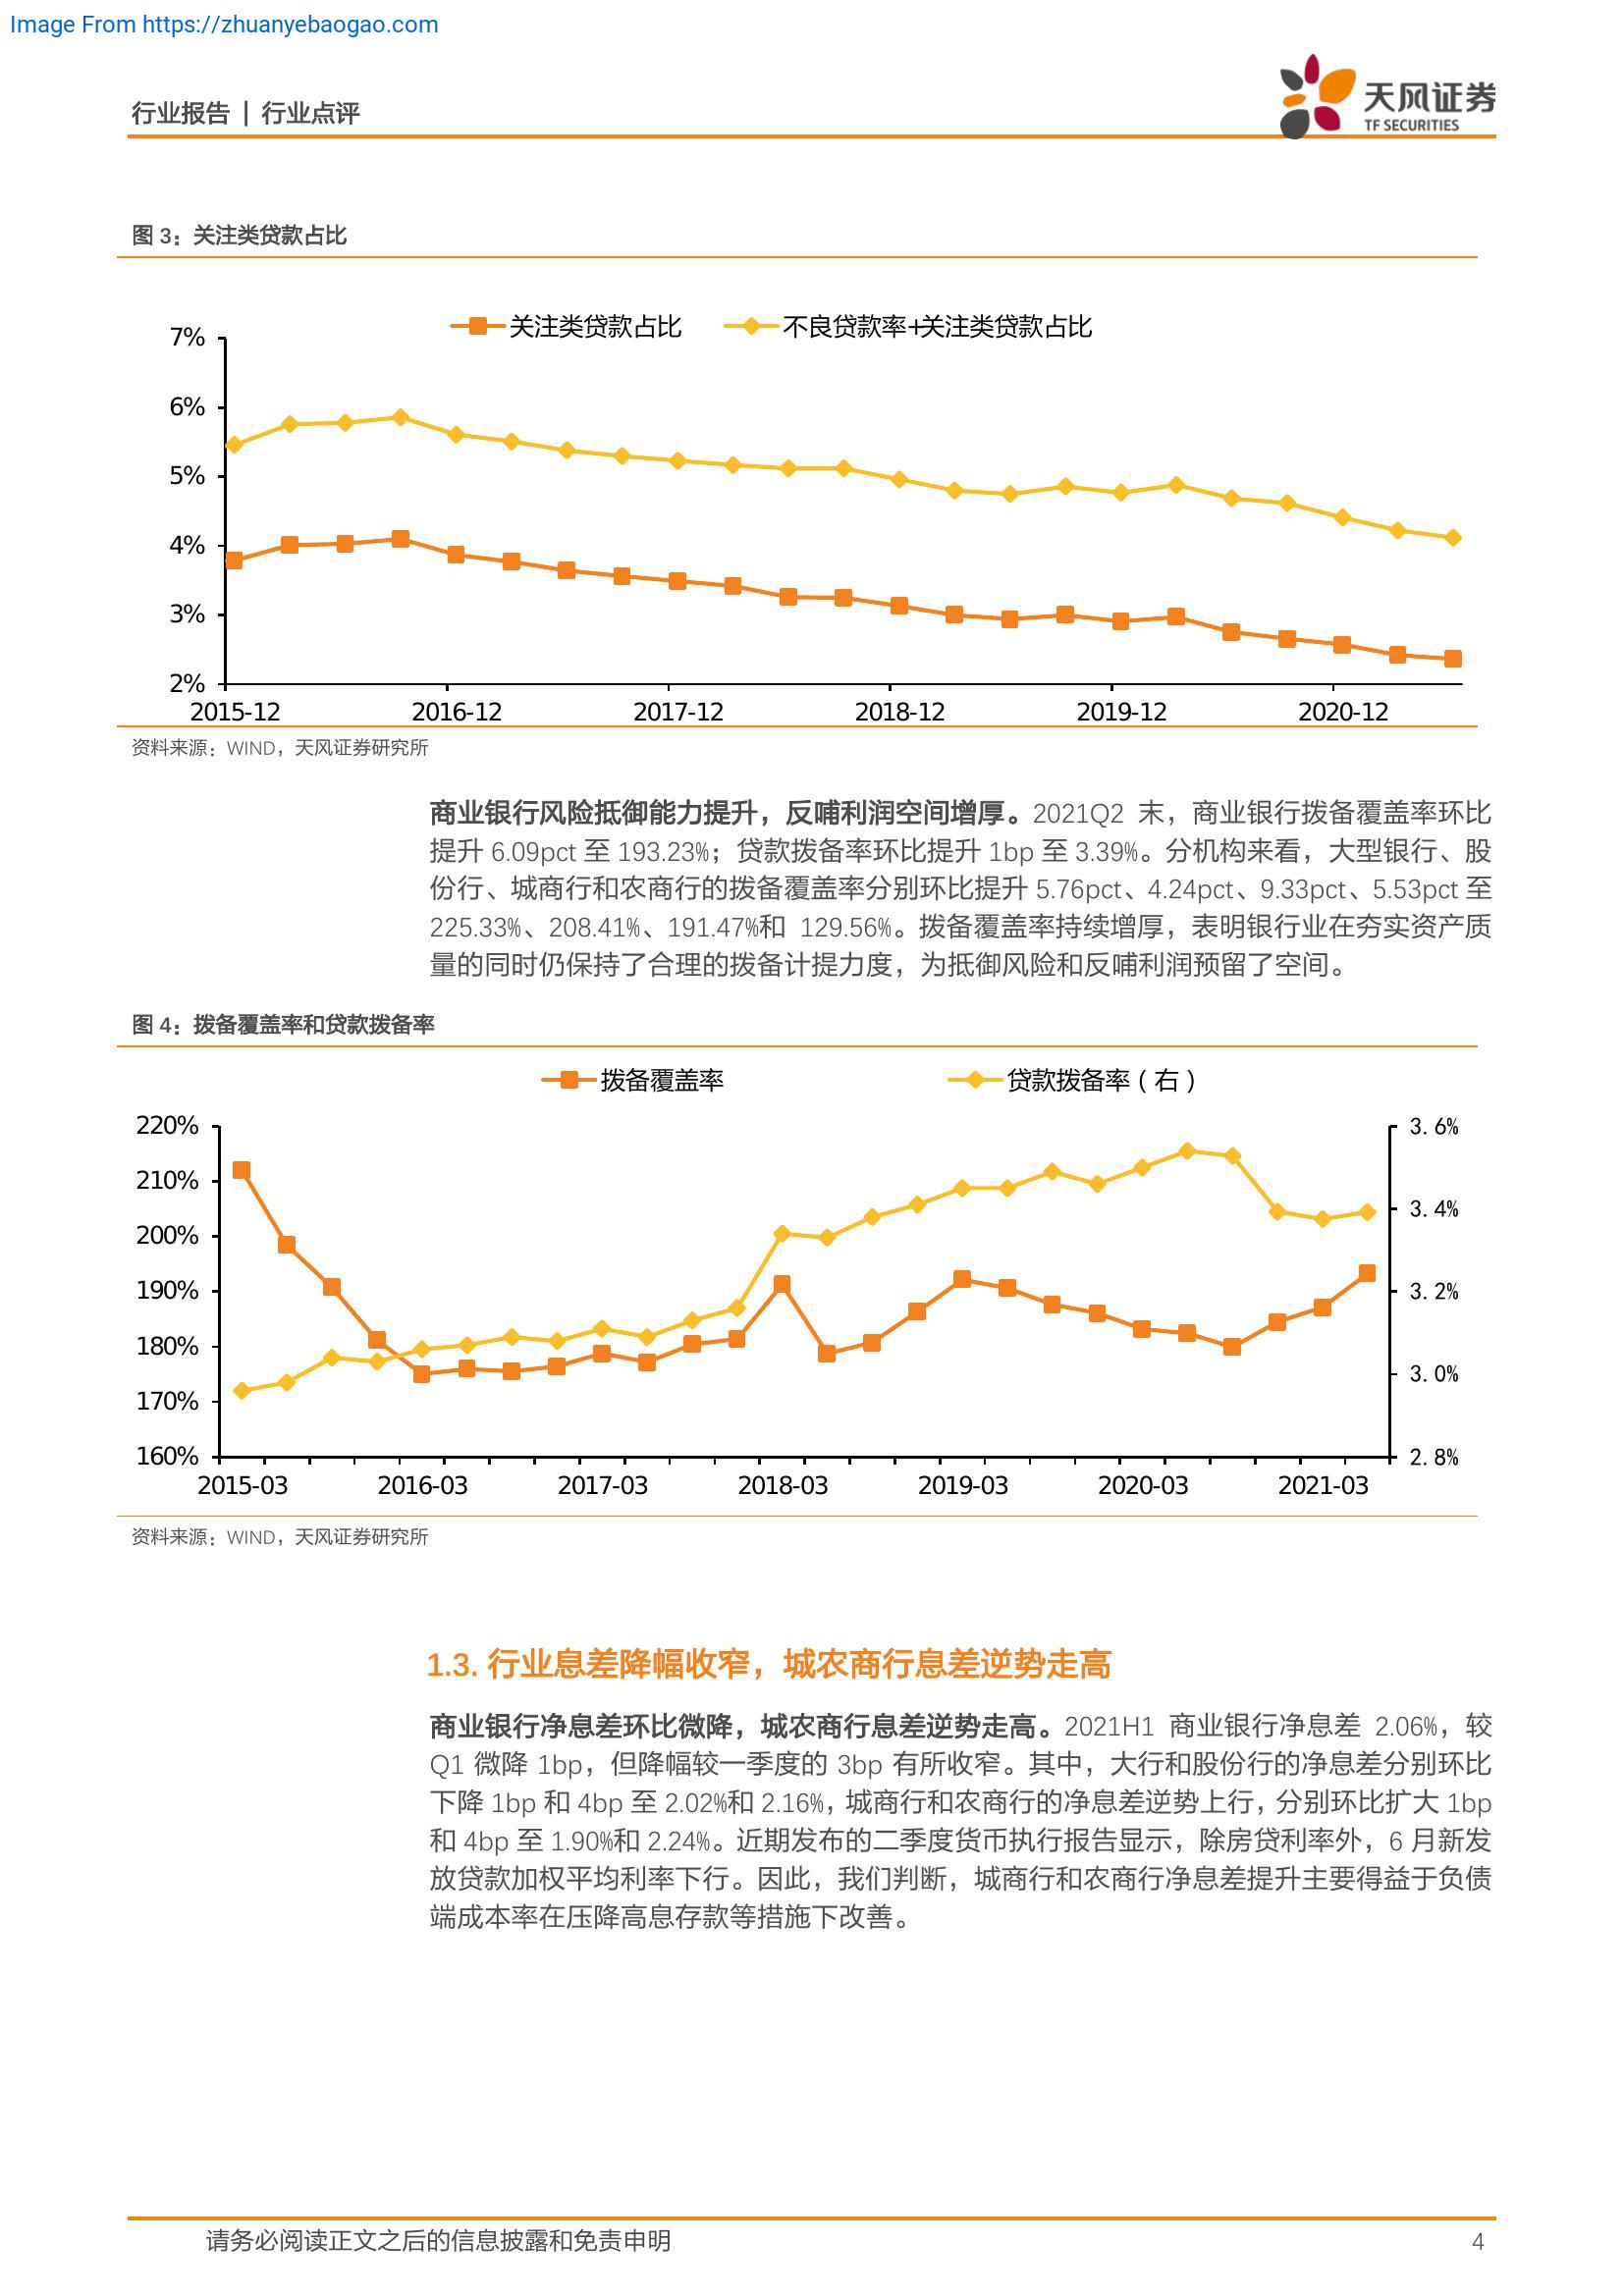 Image From https://zhuanyebaogao.com
行业报告 | 行业点评
天风证券
TF SECURITIES
图 3：关注类贷款占比
关注类贷款占比 不良贷款率+关注类贷款占比
7%
6%
5%
4%
3%
2%
2015-12 2016-12 2017-12 2018-12 2019-12 2020-12
资料来源：WIND，天风证券研究所
商业银行风险抵御能力提升，反哺利润空间增厚。2021Q2 末，商业银行拨备覆盖率环比
提升 6.09pct 至 193.23%；贷款拨备率环比提升 1bp 至 3.39%。分机构来看，大型银行、股
份行、城商行和农商行的拨备覆盖率分别环比提升 5.76pct、4.24pct、9.33pct、5.53pct 至
225.33%、208.41%、191.47%和 129.56%。拨备覆盖率持续增厚，表明银行业在夯实资产质
量的同时仍保持了合理的拨备计提力度，为抵御风险和反哺利润预留了空间。
图 4：拨备覆盖率和贷款拨备率
拨备覆盖率 贷款拨备率（右）
220% 3.6%
210%
200% 3.4%
190% 3.2%
180%
170% 3.0%
160% 2.8%
2015-03 2016-03 2017-03 2018-03 2019-03 2020-03 2021-03
资料来源：WIND，天风证券研究所
1.3. 行业息差降幅收窄，城农商行息差逆势走高
商业银行净息差环比微降，城农商行息差逆势走高。2021H1 商业银行净息差 2.06%，较
Q1 微降 1bp，但降幅较一季度的 3bp 有所收窄。其中，大行和股份行的净息差分别环比
下降 1bp 和 4bp 至 2.02%和 2.16%，城商行和农商行的净息差逆势上行，分别环比扩大 1bp
和 4bp 至 1.90%和 2.24%。近期发布的二季度货币执行报告显示，除房贷利率外，6 月新发
放贷款加权平均利率下行。因此，我们判断，城商行和农商行净息差提升主要得益于负债
端成本率在压降高息存款等措施下改善。
请务必阅读正文之后的信息披露和免责申明 4